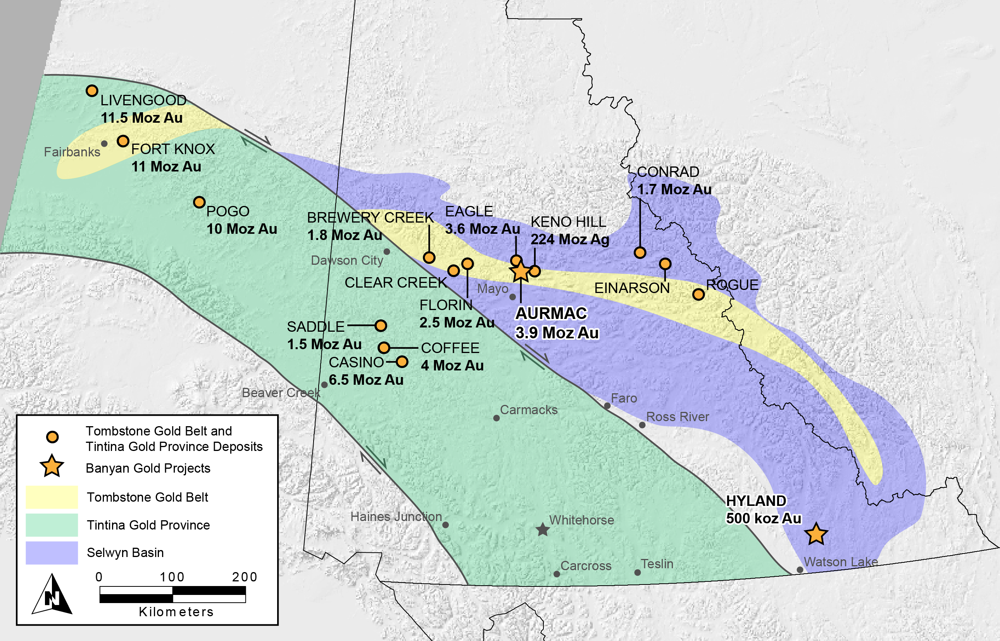 LIVENGOOD
11.5 Moz Au
Fairbanks
FORT KNOX
11 Moz Au
POGO
10 Moz Au
BREWERY CREEK
1.8 Moz Au
EAGLE
3.6 Moz Au
KENO HILL
224 Moz Ag
CONRAD
1.7 Moz Au
Dawson City
CLEAR CREEK
Mayo
EINARSON
ROGUE
FLORIN
2.5 Moz Au
AURMAC
3.9 Moz Au
SADDLE
1.5 Moz Au
COFFEE
4 Moz Au
CASINO
6.5 Moz Au
Beaver Creek
Carmacks
Faro
Ross River
HYLAND
500 koz Au
Haines Junction
Whitehorse
Carcross
Teslin
Watson Lake
Tombstone Gold Belt and
Tintina Gold Province Deposits
Banyan Gold Projects
Tombstone Gold Belt
Tintina Gold Province
Selwyn Basin
0 100 200
Kilometers
N